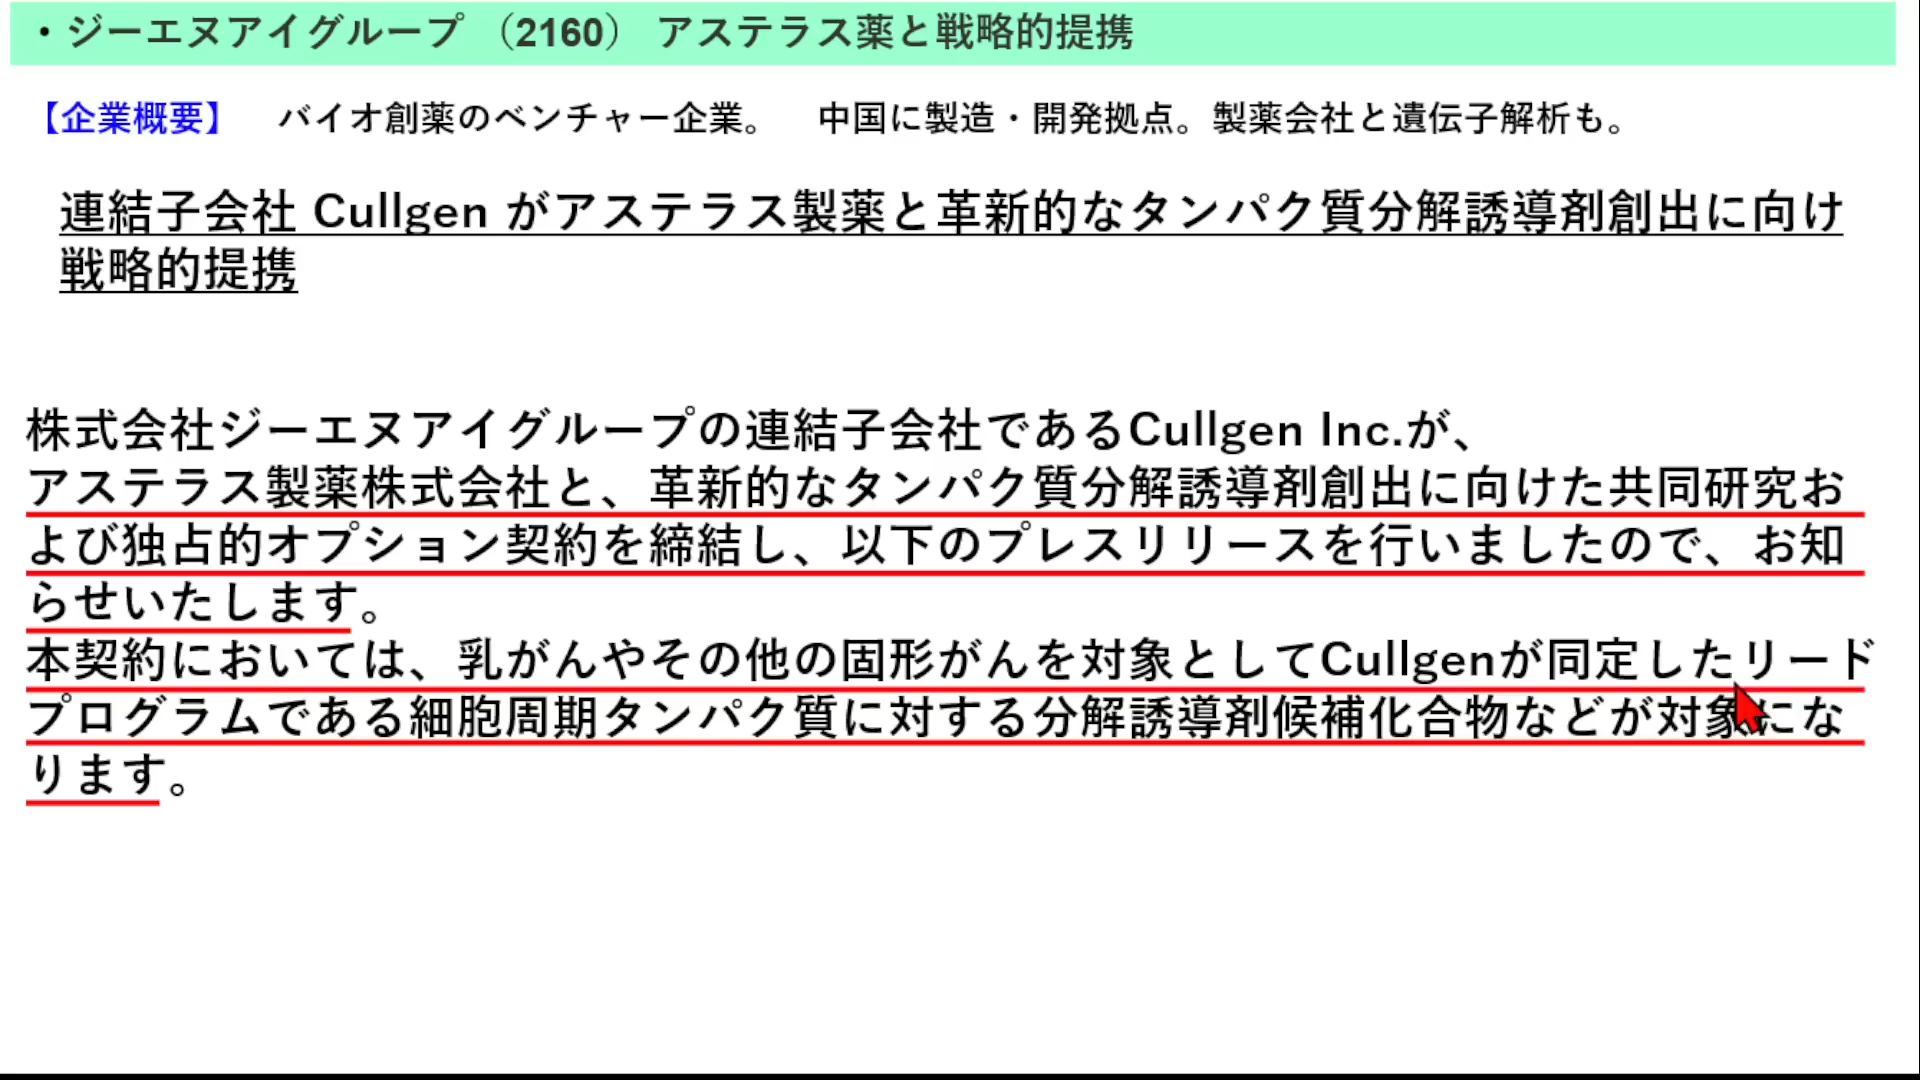 ・ジーエヌアイグループ （2160） アステラス薬と戦略的提携
【企業概要】 バイオ創薬のベンチャー企業。 中国に製造・開発拠点。製薬会社と遺伝子解析も。
連結子会社 Cullgen がアステラス製薬と革新的なタンパク質分解誘導剤創出に向け
戦略的提携
株式会社ジーエヌアイグループの連結子会社であるCullgen Inc.が、
アステラス製薬株式会社と、革新的なタンパク質分解誘導剤創出に向けた共同研究お
よび独占的オプション契約を締結し、以下のプレスリリースを行いましたので、お知
らせいたします。
本契約においては、乳がんやその他の固形がんを対象としてCullgenが同定したリード
プログラムである細胞周期タンパク質に対する分解誘導剤候補化合物などが対象にな
ります。